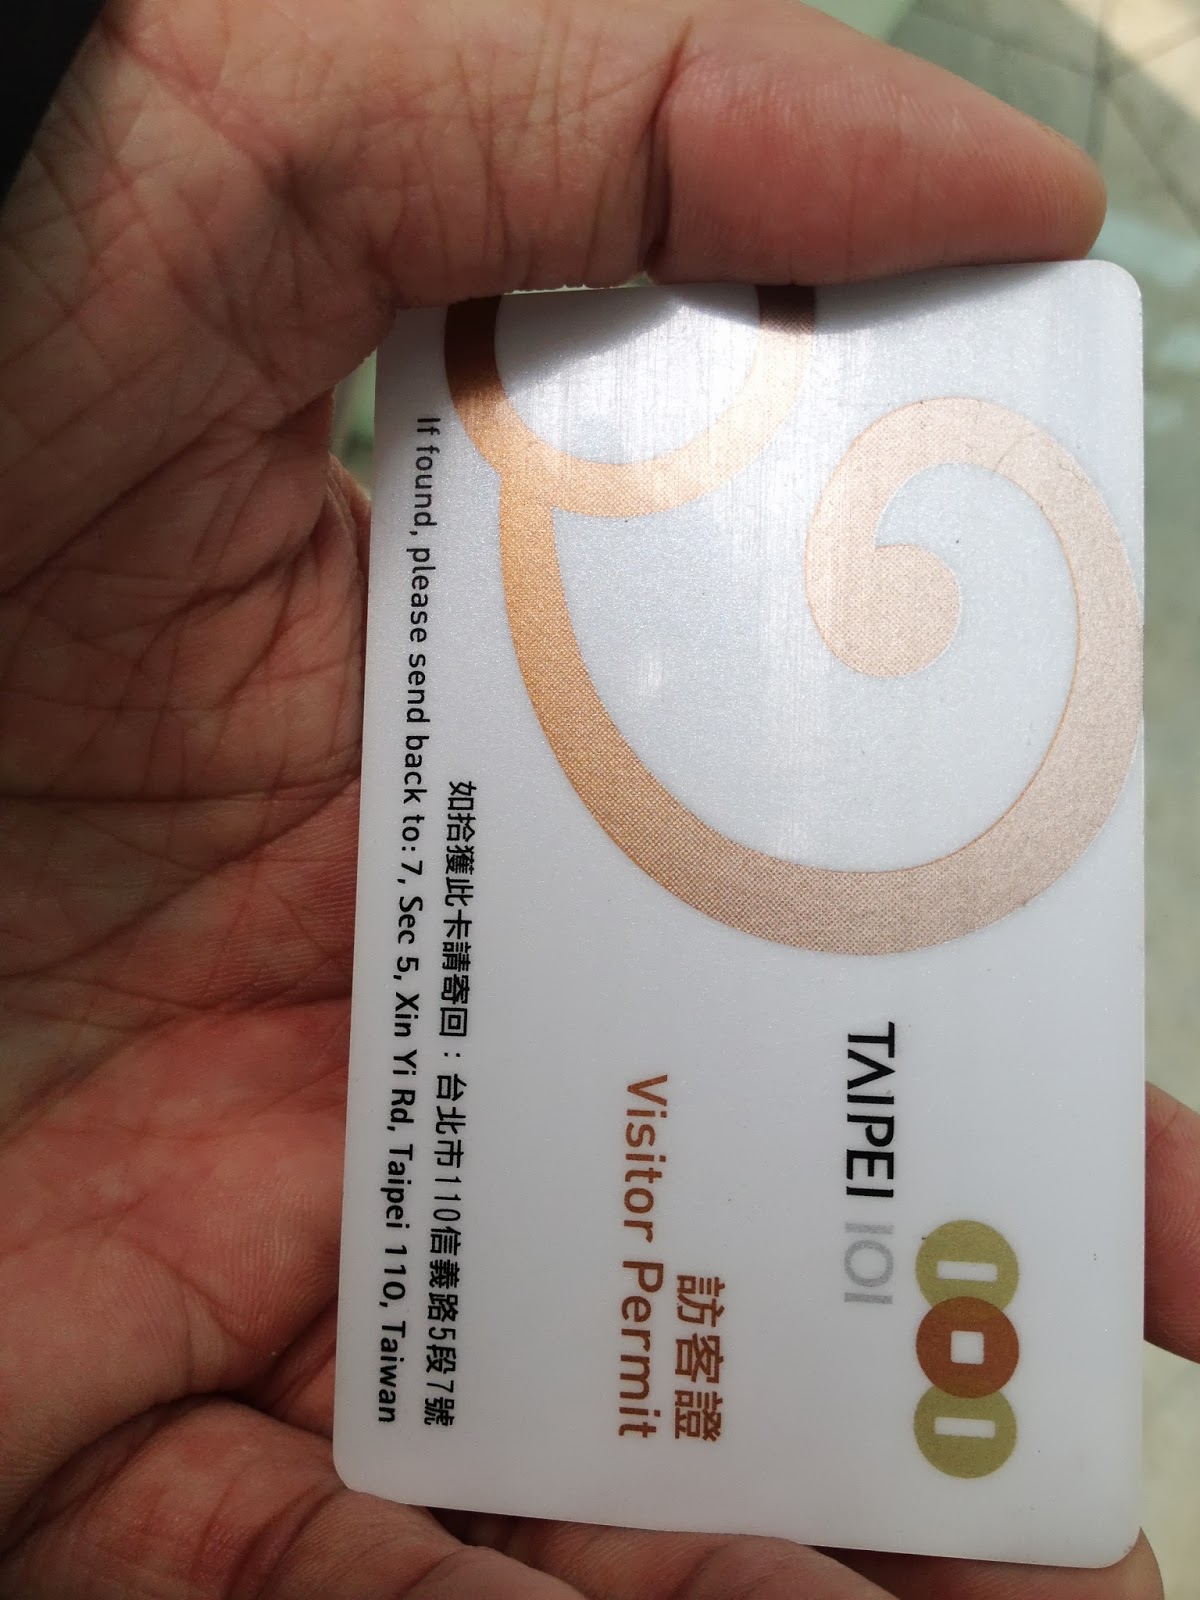 TAIPEI 101
訪客證
Visitor Permit
如拾獲此卡請寄回：台北市110信義路5段7號
If found, please send back to: 7, Sec 5, Xin Yi Rd, Taipei 110, Taiwan